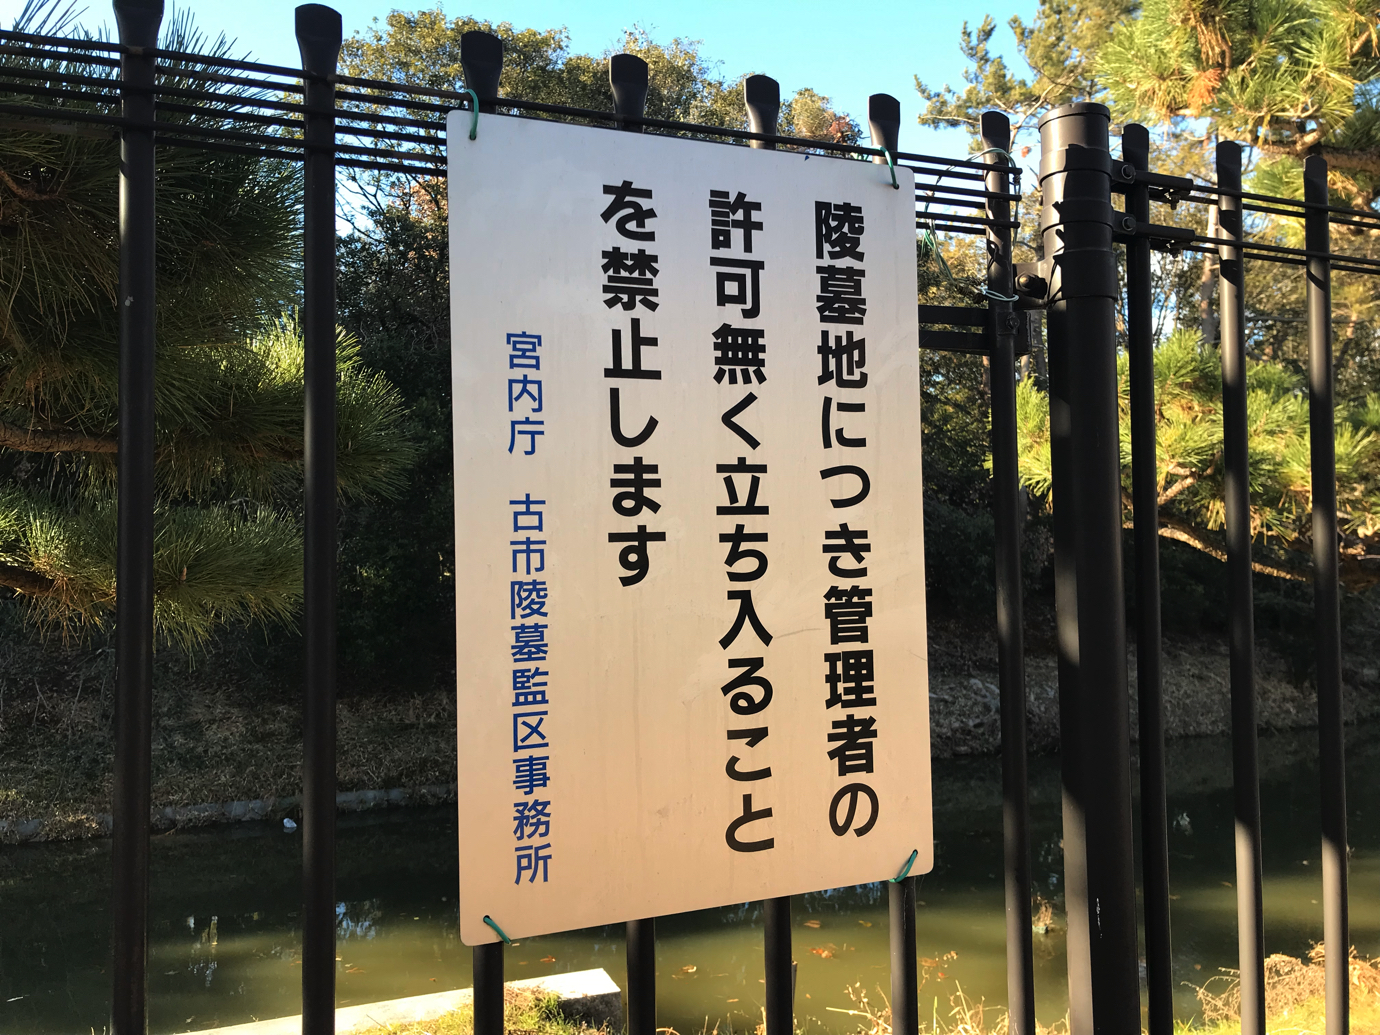 陵墓地につき管理者の
許可無く立ち入ること
を禁止します
宮内庁 古市陵墓監区事務所